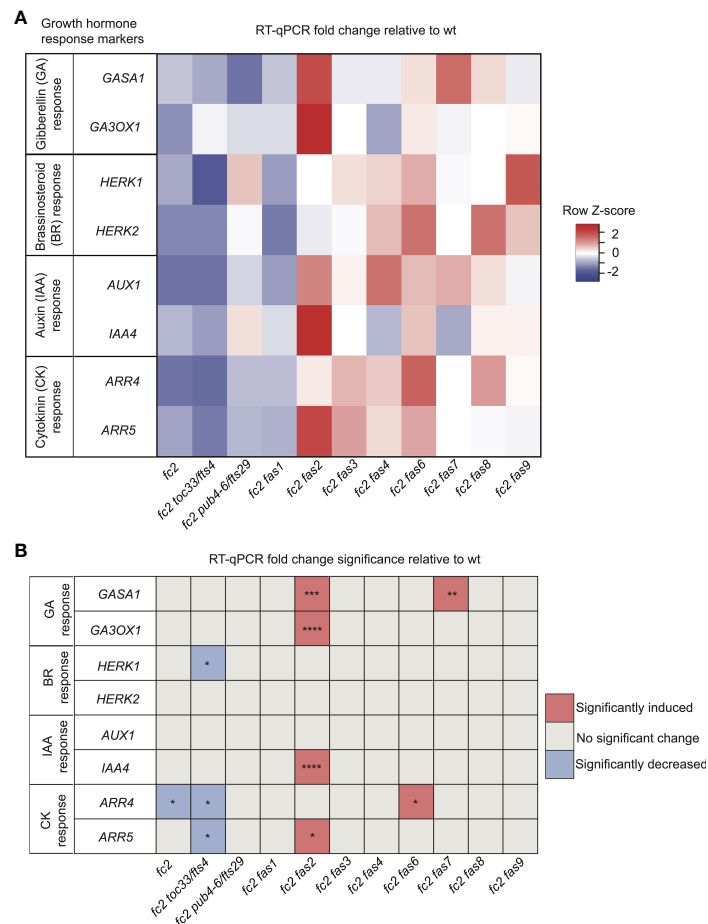 A
Growth hormone
response markers
RT-qPCR fold change relative to wt
Gibberellin (GA)
response
GASA1
GA3OX1
Brassinosteroid
(BR) response
HERK1
HERK2
Auxin (IAA)
response
AUX1
IAA4
Cytokinin (CK)
response
ARR4
ARR5
Row Z-score
2
0
-2
fc2
fc2 toc33/fts4
fc2 pub4-6/fts29
fc2 fas1
fc2 fas2
fc2 fas3
fc2 fas4
fc2 fas6
fc2 fas7
fc2 fas8
fc2 fas9
B
RT-qPCR fold change significance relative to wt
GA
response
GASA1
*** **
GA3OX1
****
BR
response
HERK1
*
HERK2
IAA
response
AUX1
IAA4
****
CK
response
ARR4
* * *
ARR5
* *
Significantly induced
No significant change
Significantly decreased
fc2
fc2 toc33/fts4
fc2 pub4-6/fts29
fc2 fas1
fc2 fas2
fc2 fas3
fc2 fas4
fc2 fas6
fc2 fas7
fc2 fas8
fc2 fas9